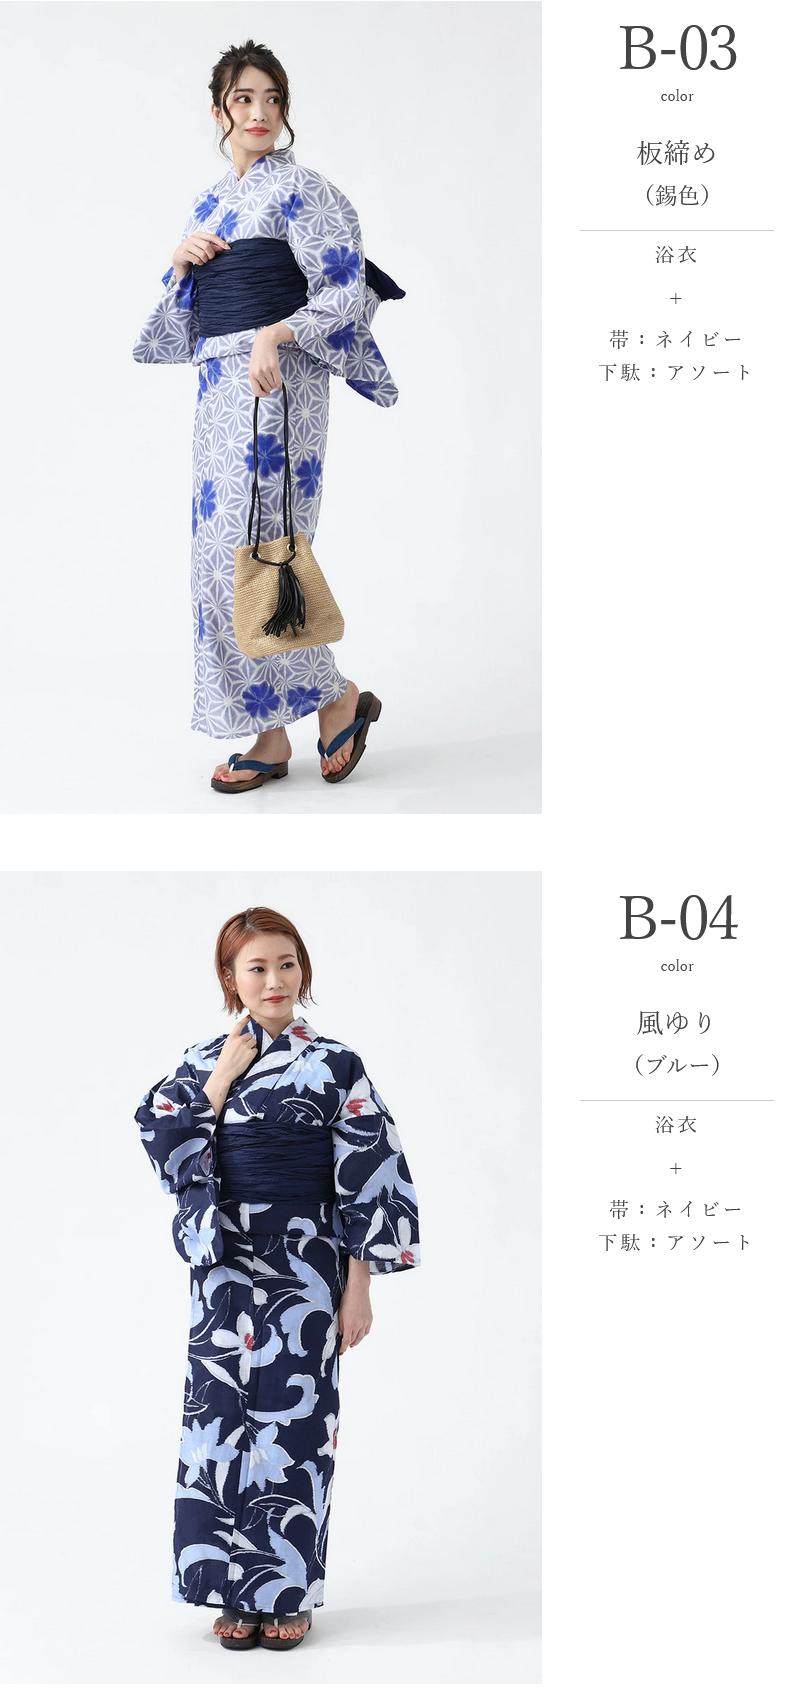 B-03
color
板締め
（錫色）
浴衣
+
帯：ネイビー
下駄：アソート
B-04
color
風ゆり
（ブルー）
浴衣
+
帯：ネイビー
下駄：アソート